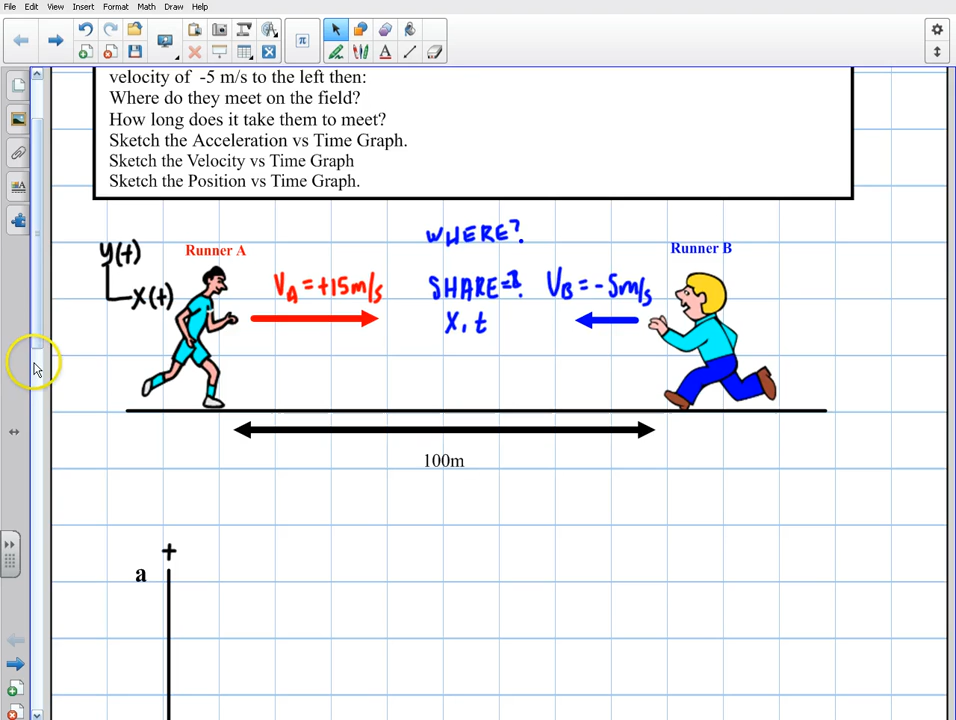 File Edit View Insert Format Math Draw Help
π
velocity of -5 m/s to the left then:
Where do they meet on the field?
How long does it take them to meet?
Sketch the Acceleration vs Time Graph.
Sketch the Velocity vs Time Graph
Sketch the Position vs Time Graph.
WHERE?
y(t)
Runner A
Runner B
VA = +15m/s
SHARE=?
VB = -5m/s
X(t)
X, t
100m
+
a